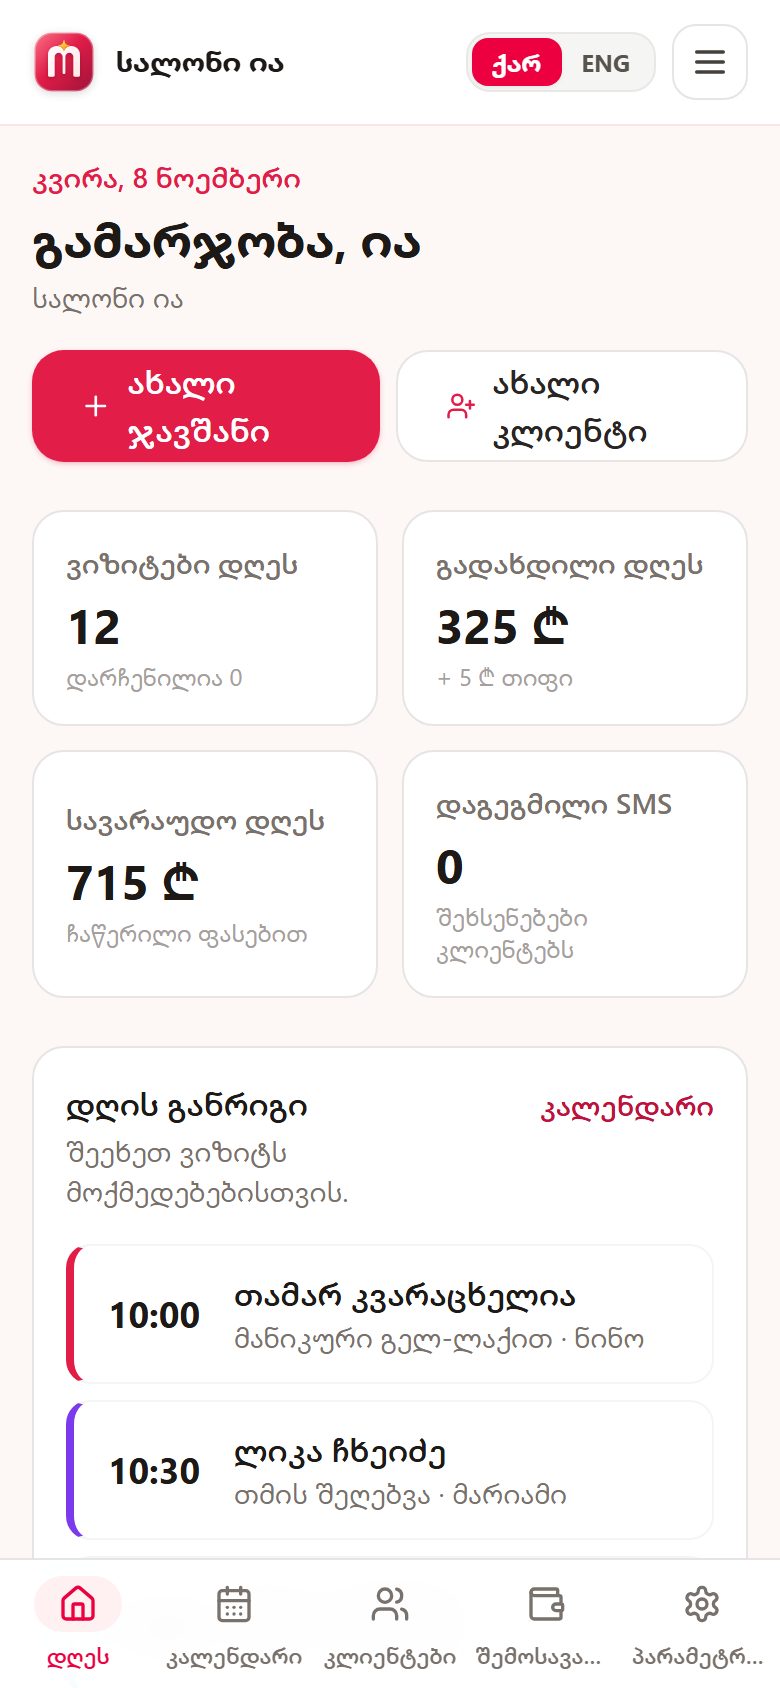 სალონი ია
ქარ ENG
კვირა, 8 ნოემბერი
გამარჯობა, ია
სალონი ია
+ ახალი ჯავშანი
ახალი კლიენტი
ვიზიტები დღეს
12
დარჩენილია 0
გადახდილი დღეს
325 ₾
+ 5 ₾ თიფი
სავარაუდო დღეს
715 ₾
ჩაწერილი ფასებით
დაგეგმილი SMS
0
შეხსენებები
კლიენტებს
დღის განრიგი
კალენდარი
შეეხეთ ვიზიტს
მოქმედებებისთვის.
10:00 თამარ კვარაცხელია
მანიკური გელ-ლაქით · ნინო
10:30 ლიკა ჩხეიძე
თმის შეღებვა · მარიამი
დღეს კალენდარი კლიენტები შემოსავა... პარამეტრ...